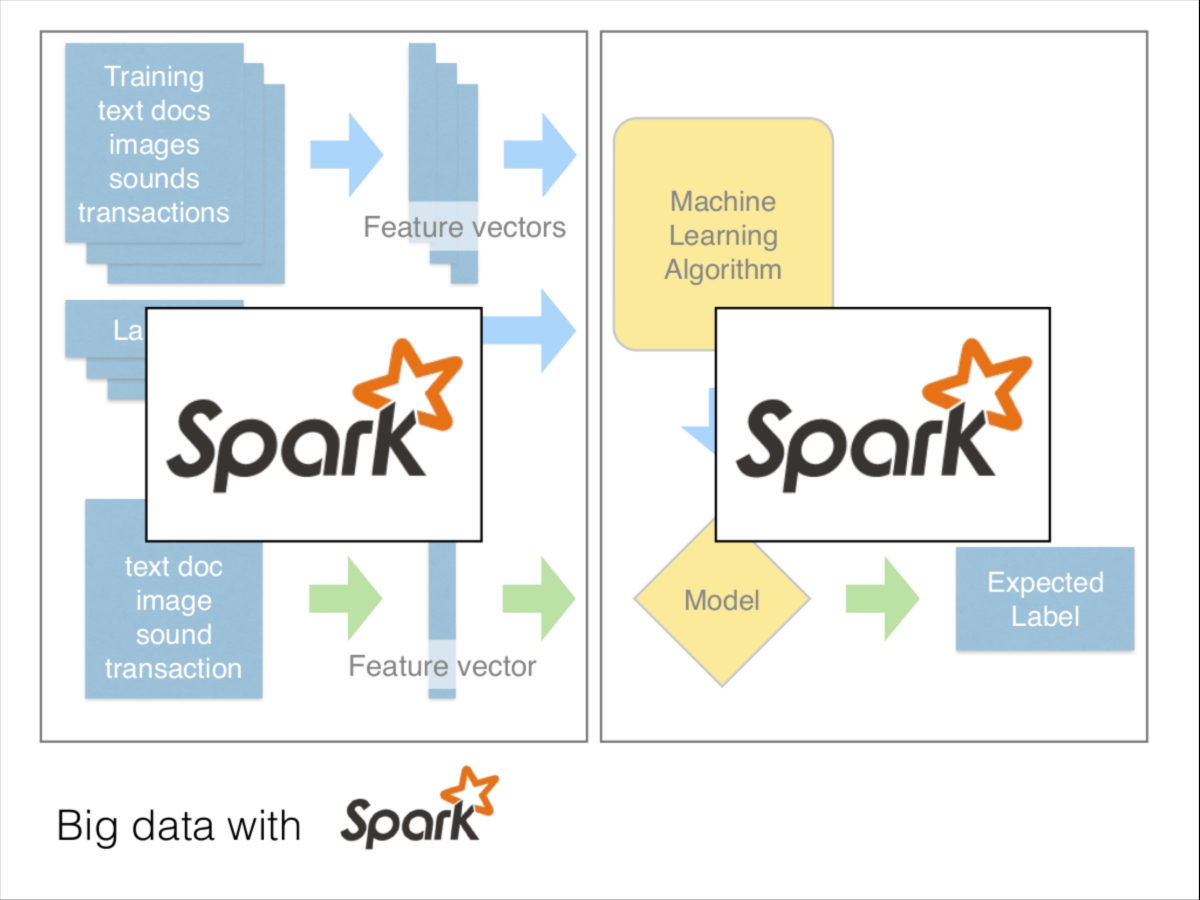 Training
text docs
images
sounds
transactions
Feature vectors
Machine
Learning
Algorithm
La
Spark
Spark
text doc
image
sound
transaction
Feature vector
Model
Expected
Label
Big data with Spark